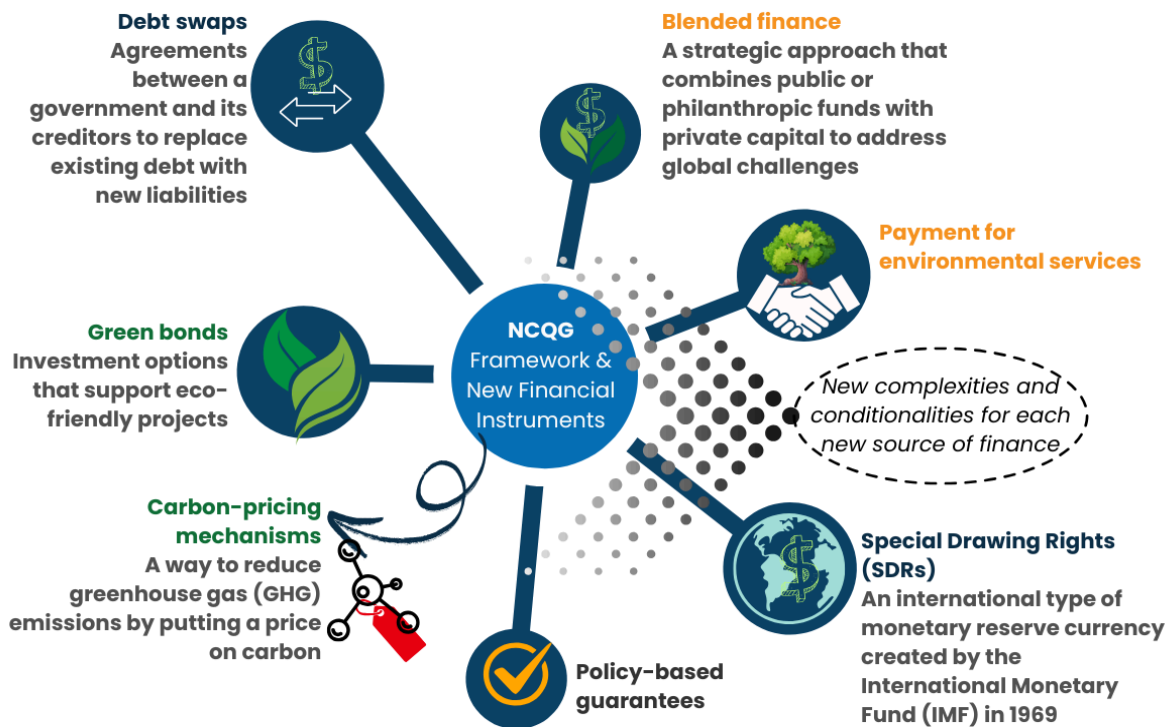 Debt swaps
Agreements
between a
government and its
creditors to replace
existing debt with
new liabilities
Blended finance
A strategic approach that
combines public or
philanthropic funds with
private capital to address
global challenges
Payment for
environmental services
Green bonds
Investment options
that support eco-
friendly projects
NCQG
Framework &
New Financial
Instruments
New complexities and
conditionalities for each
new source of finance
Carbon-pricing
mechanisms
A way to reduce
greenhouse gas (GHG)
emissions by putting a price
on carbon
Policy-based
guarantees
Special Drawing Rights
(SDRs)
An international type of
monetary reserve currency
created by the
International Monetary
Fund (IMF) in 1969